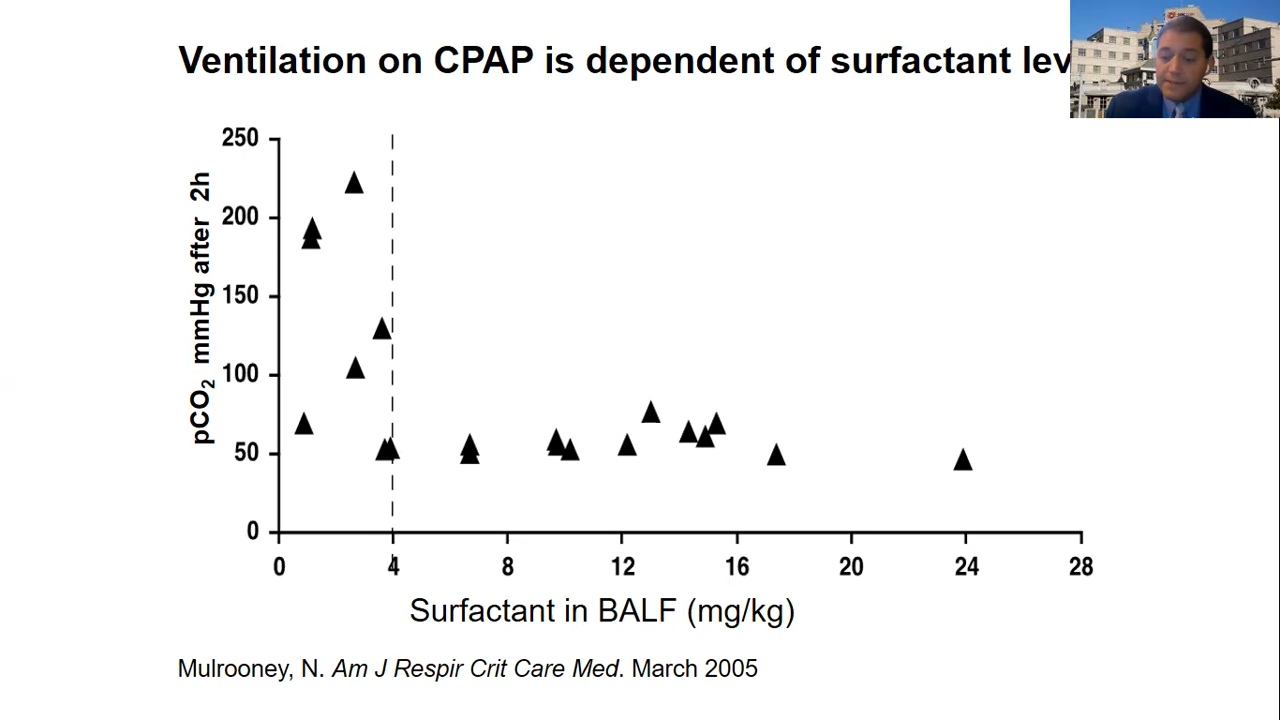 Ventilation on CPAP is dependent of surfactant lev
250
200
150
100
50
0
pCO2 mmHg after 2h
0 4 8 12 16 20 24 28
Surfactant in BALF (mg/kg)
Mulrooney, N. Am J Respir Crit Care Med. March 2005